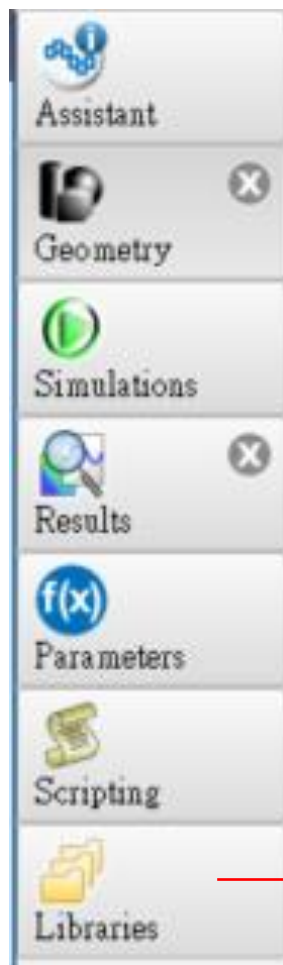 Assistant
Geometry
Simulations
Results
f(x)
Parameters
Scripting
Libraries